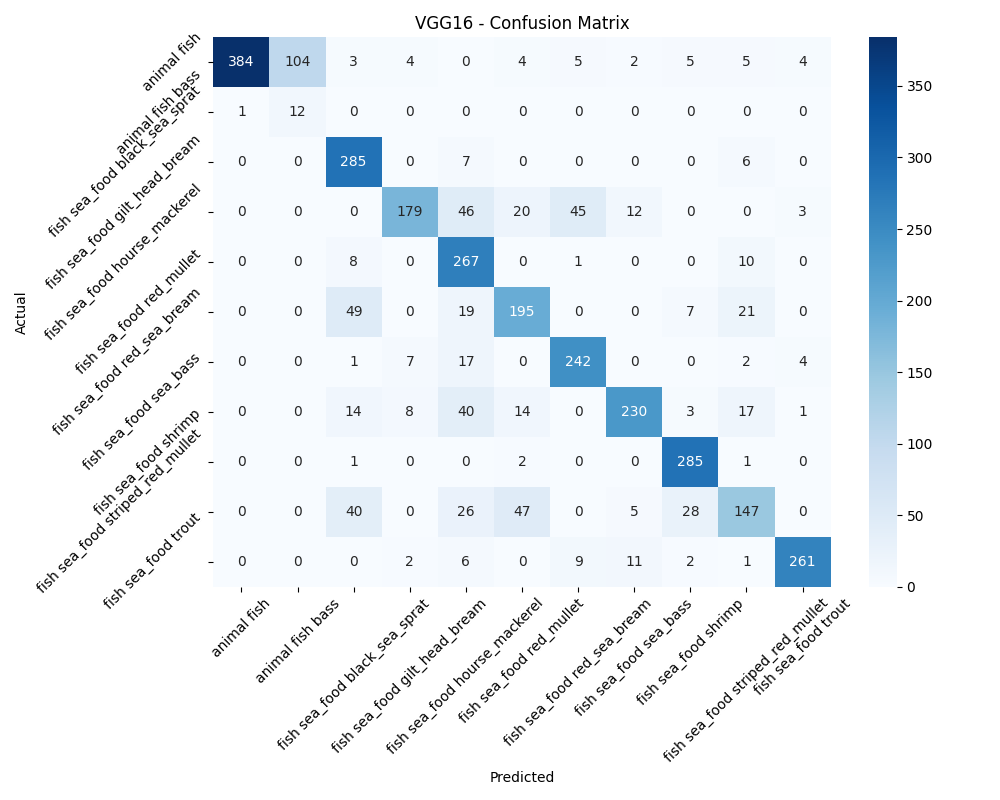 VGG16 - Confusion Matrix
Actual
animal fish
animal fish bass
fish sea_food black_sea_sprat
fish sea_food gilt_head_bream
fish sea_food hourse_mackerel
fish sea_food red_mullet
fish sea_food red_sea_bream
fish sea_food sea_bass
fish sea_food shrimp
fish sea_food striped_red_mullet
fish sea_food trout
384 104 3 4 0 4 5 2 5 5 4
1 12 0 0 0 0 0 0 0 0 0
0 0 285 0 7 0 0 0 0 6 0
0 0 0 179 46 20 45 12 0 0 3
0 0 8 0 267 0 1 0 0 10 0
0 0 49 0 19 195 0 0 7 21 0
0 0 1 7 17 0 242 0 0 2 4
0 0 14 8 40 14 0 230 3 17 1
0 0 1 0 0 2 0 0 285 1 0
0 0 40 0 26 47 0 5 28 147 0
0 0 0 2 6 0 9 11 2 1 261
350
300
250
200
150
100
50
0
animal fish
animal fish bass
fish sea_food black_sea_sprat
fish sea_food gilt_head_bream
fish sea_food hourse_mackerel
fish sea_food red_mullet
fish sea_food red_sea_bream
fish sea_food sea_bass
fish sea_food shrimp
fish sea_food striped_red_mullet
fish sea_food trout
Predicted